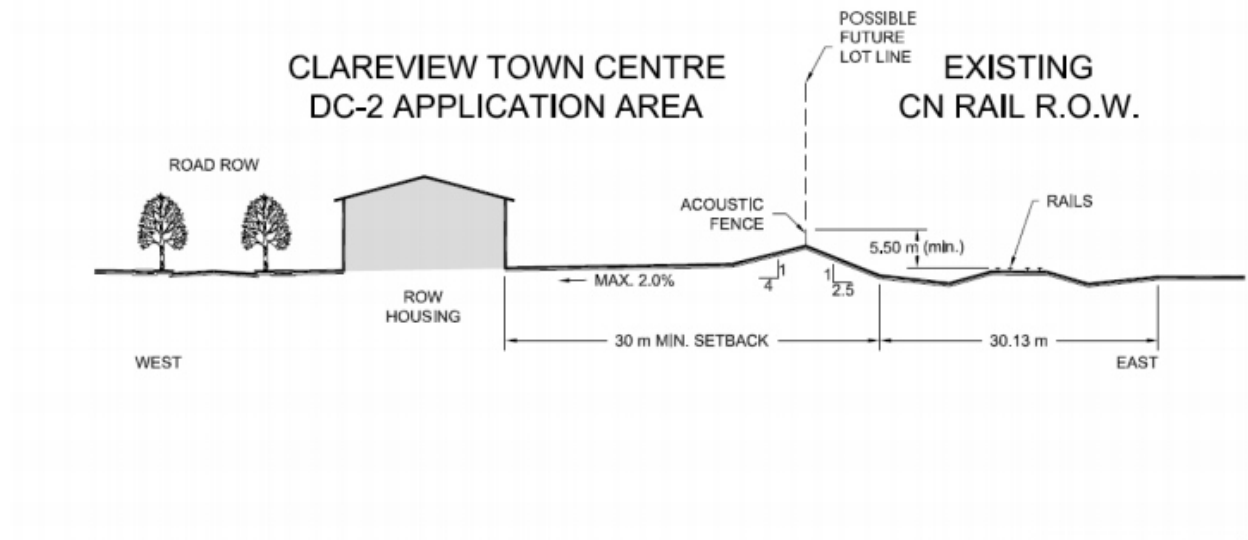 POSSIBLE
FUTURE
LOT LINE
CLAREVIEW TOWN CENTRE
DC-2 APPLICATION AREA
EXISTING
CN RAIL R.O.W.
ROAD ROW
ACOUSTIC
FENCE
RAILS
5.50 m (min.)
MAX. 2.0%
1
4
1
2.5
ROW
HOUSING
30 m MIN. SETBACK
30.13 m
WEST
EAST